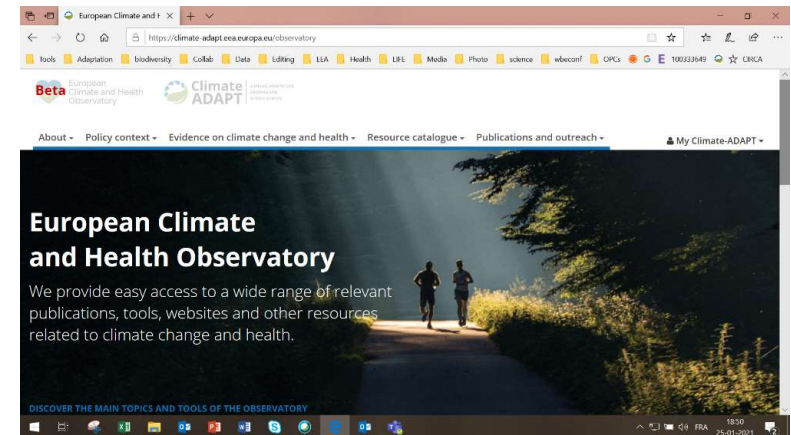 European Climate and H
https://climate-adapt.eea.europa.eu/observatory
Tools Adaptation biodiversity Collab Data Editing EEA Health LIFE Media Photo science wbeconf OPCs G E 100333649 CIRCA
Beta European Climate and Health Observatory
Climate ADAPT
About Policy context Evidence on climate change and health Resource catalogue Publications and outreach My Climate-ADAPT
European Climate
and Health Observatory
We provide easy access to a wide range of relevant
publications, tools, websites and other resources
related to climate change and health.
DISCOVER THE MAIN TOPICS AND TOOLS OF THE OBSERVATORY
FRA 18:50
25-01-2021